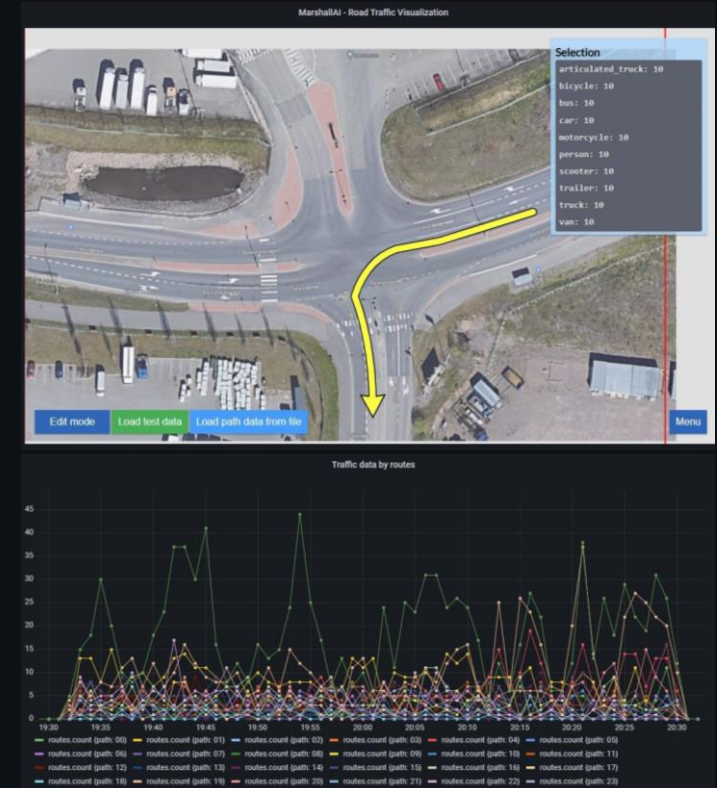 MarshallAI - Road Traffic Visualization
Selection
articulated_truck: 10
bicycle: 10
bus: 10
car: 10
motorcycle: 10
person: 10
scooter: 10
trailer: 10
truck: 10
van: 10
Edit mode Load test data Load path data from file Menu
Traffic data by routes
45
40
35
30
25
20
15
10
5
0
19:30 19:35 19:40 19:45 19:50 19:55 20:00 20:05 20:10 20:15 20:20 20:25 20:30
routes.count (path: 00) routes.count (path: 01) routes.count (path: 02) routes.count (path: 03) routes.count (path: 04) routes.count (path: 05)
routes.count (path: 06) routes.count (path: 07) routes.count (path: 08) routes.count (path: 09) routes.count (path: 10) routes.count (path: 11)
routes.count (path: 12) routes.count (path: 13) routes.count (path: 14) routes.count (path: 15) routes.count (path: 16) routes.count (path: 17)
routes.count (path: 18) routes.count (path: 19) routes.count (path: 20) routes.count (path: 21) routes.count (path: 22) routes.count (path: 23)